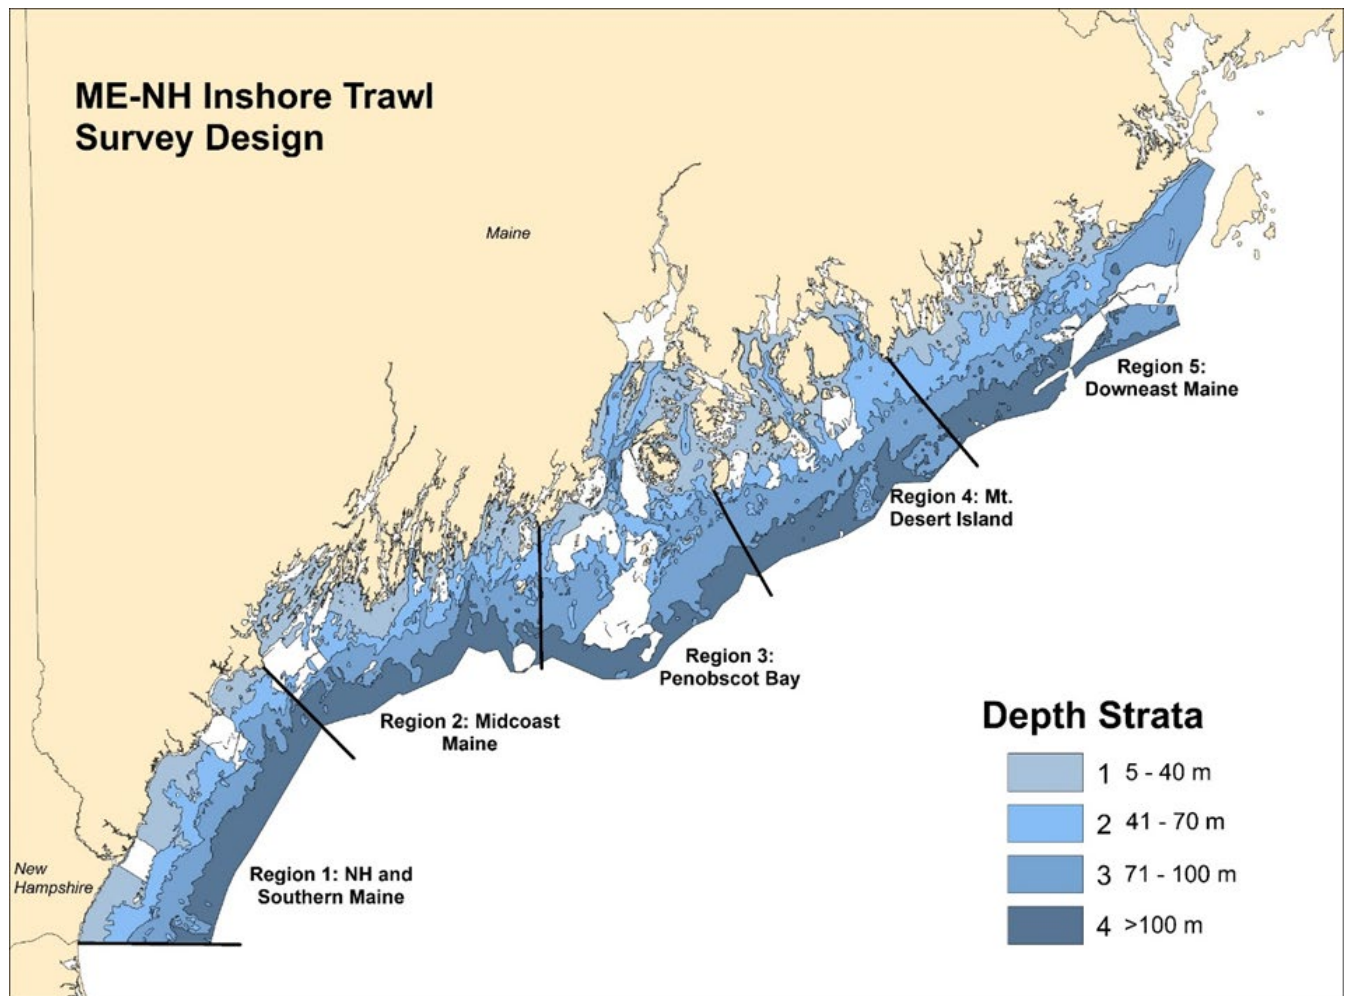 ME-NH Inshore Trawl
Survey Design
Maine
Region 5:
Downeast Maine
Region 4: Mt.
Desert Island
Region 3:
Penobscot Bay
Region 2: Midcoast
Maine
Region 1: NH and
Southern Maine
New
Hampshire
Depth Strata
1 5 - 40 m
2 41 - 70 m
3 71 - 100 m
4 >100 m